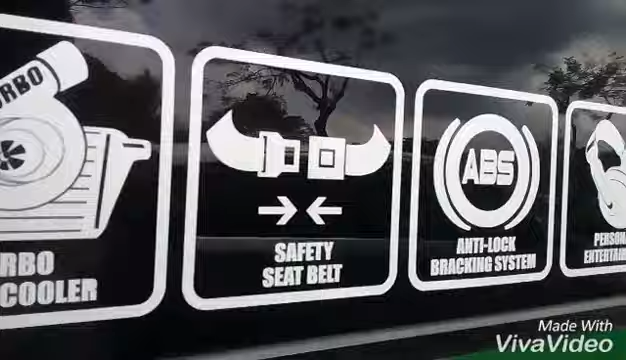 RBO
COOLER
SAFETY
SEAT BELT
ABS
ANTI-LOCK
BRACKING SYSTEM
Made With
VivaVideo